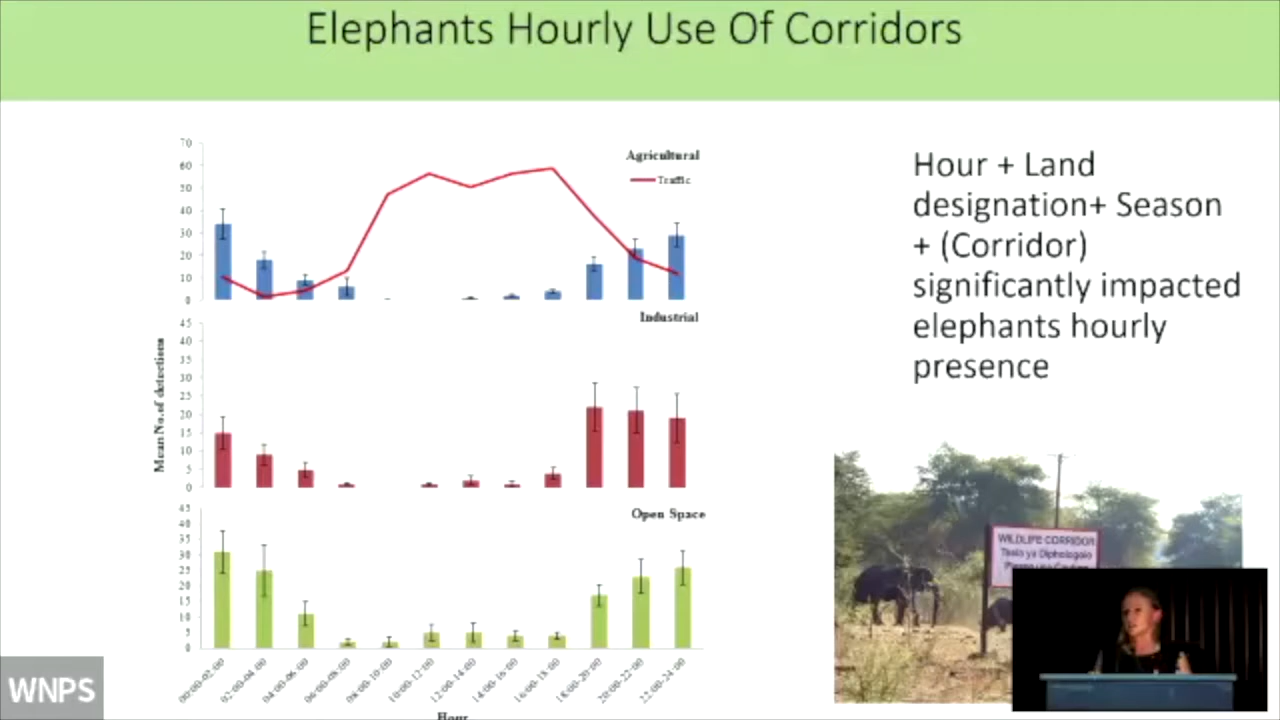 Elephants Hourly Use Of Corridors
70
60
50
40
30
20
10
0
Agricultural
Traffic
45
40
35
30
25
20
15
10
5
0
Industrial
45
40
35
30
25
20
15
10
5
0
Open Space
Mean No. of detections
00:00-02:00
02:00-04:00
04:00-06:00
06:00-08:00
08:00-10:00
10:00-12:00
12:00-14:00
14:00-16:00
16:00-18:00
18:00-20:00
20:00-22:00
22:00-24:00
Hour
Hour + Land
designation+ Season
+ (Corridor)
significantly impacted
elephants hourly
presence
WILDLIFE CORRIDOR
Tsela ya Diphologolo
WNPS